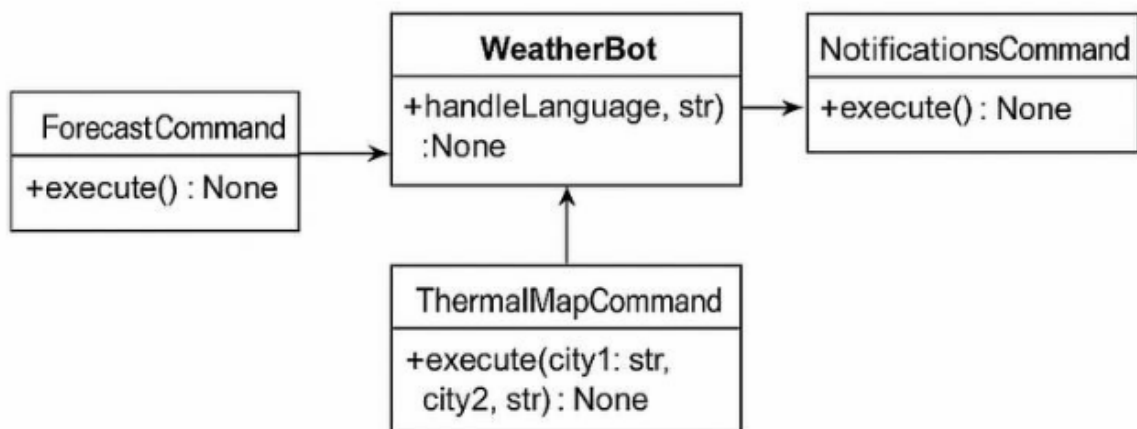 WeatherBot
+handleLanguage, str)
:None
NotificationsCommand
+execute() : None
ForecastCommand
+execute() : None
ThermalMapCommand
+execute(city1: str,
city2, str) : None